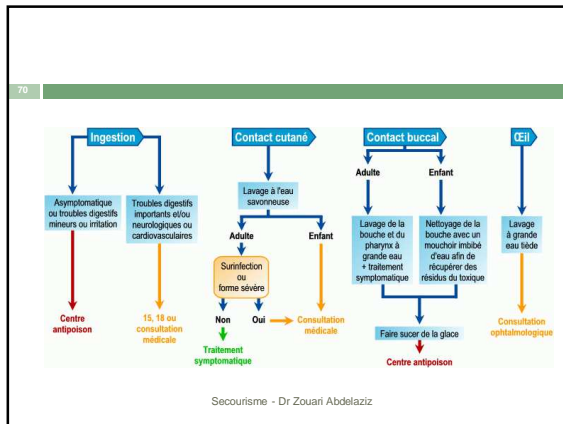 70
Ingestion
Asymptomatique
ou troubles digestifs
mineurs ou irritation
Centre
antipoison
Troubles digestifs
importants et/ou
neurologiques ou
cardiovasculaires
15, 18 ou
consultation
médicale
Contact cutané
Lavage à l'eau
savonneuse
Adulte
Enfant
Surinfection
ou
forme sévère
Non
Oui
Consultation
médicale
Traitement
symptomatique
Contact buccal
Adulte
Enfant
Lavage de la
bouche et du
pharynx à
grande eau
+ traitement
symptomatique
Nettoyage de la
bouche avec un
mouchoir imbibé
d'eau afin de
récupérer des
résidus du toxique
Faire sucer de la glace
Centre antipoison
Œil
Lavage
à grande
eau tiède
Consultation
ophtalmologique
Secourisme - Dr Zouari Abdelaziz